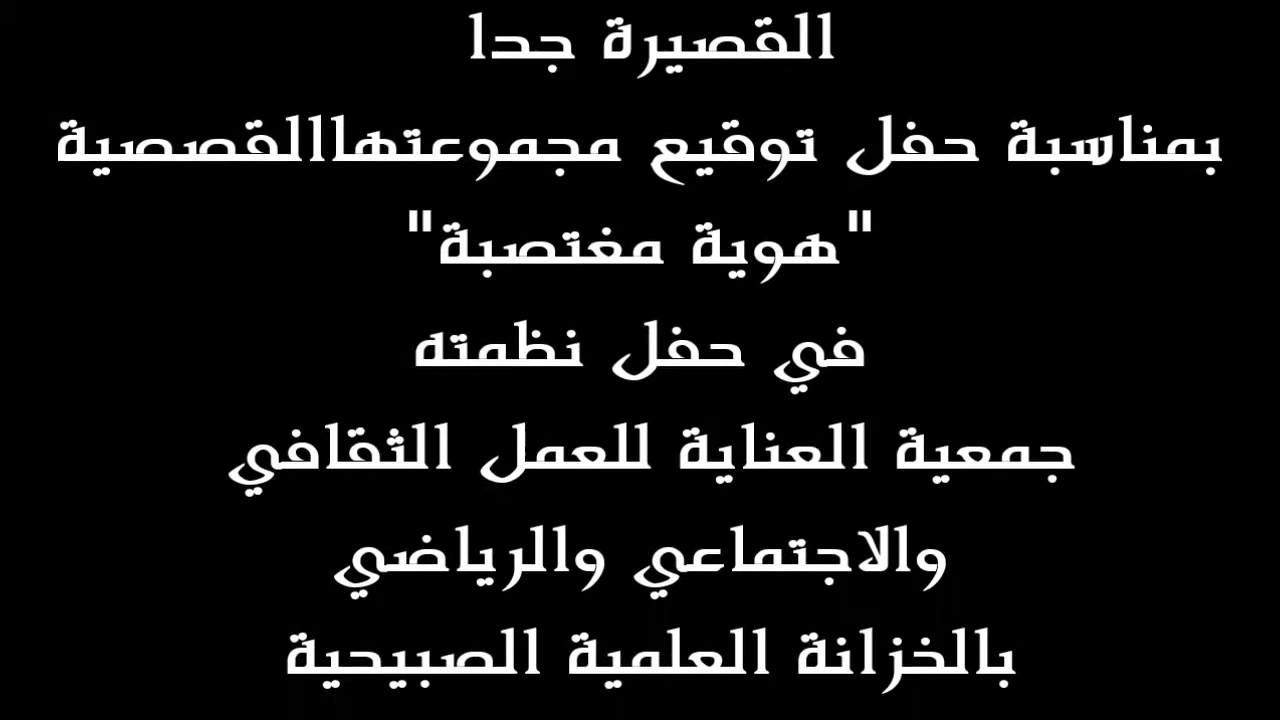 القصيرة جدا
بمناسبة حفل توقيع مجموعتهاالقصصية
"هوية مغتصبة"
في حفل نظمته
جمعية العناية للعمل الثقافي
والاجتماعي والرياضي
بالخزانة العلمية الصبيحية